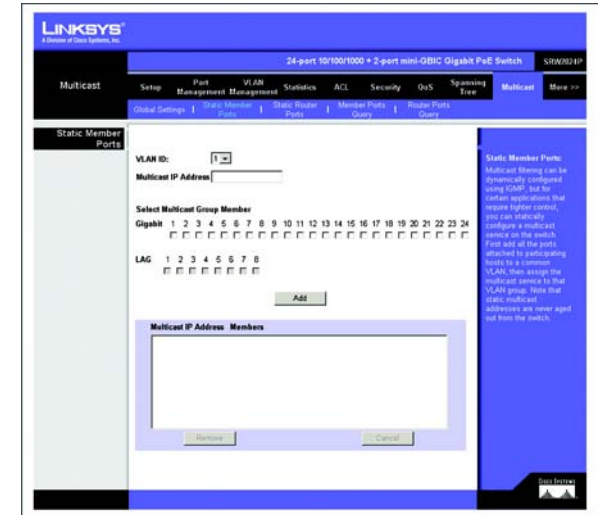 LINKSYS®
A Division of Cisco Systems, Inc.
24-port 10/100/1000 + 2-port mini-GBIC Gigabit PoE Switch
SRW2024P
Multicast
Setup
Port Management
VLAN Management
Statistics
ACL
Security
QoS
Spanning Tree
Multicast
More >>
Global Settings | Static Member Ports | Static Router Ports | Member Ports Query | Router Ports Query
Static Member Ports
VLAN ID: 1
Multicast IP Address
Select Multicast Group Member
Gigabit 1 2 3 4 5 6 7 8 9 10 11 12 13 14 15 16 17 18 19 20 21 22 23 24
LAG 1 2 3 4 5 6 7 8
Add
Multicast IP Address Members
Remove
Cancel
Static Member Ports:
Multicast filtering can be
dynamically configured
using IGMP, but for
certain applications that
require tighter control,
you can statically
configure a multicast
service on the switch.
First add all the ports
attached to participating
hosts to a common
VLAN, then assign the
multicast service to that
VLAN group. Note that
static multicast
addresses are never aged
out from the switch.
CISCO SYSTEMS